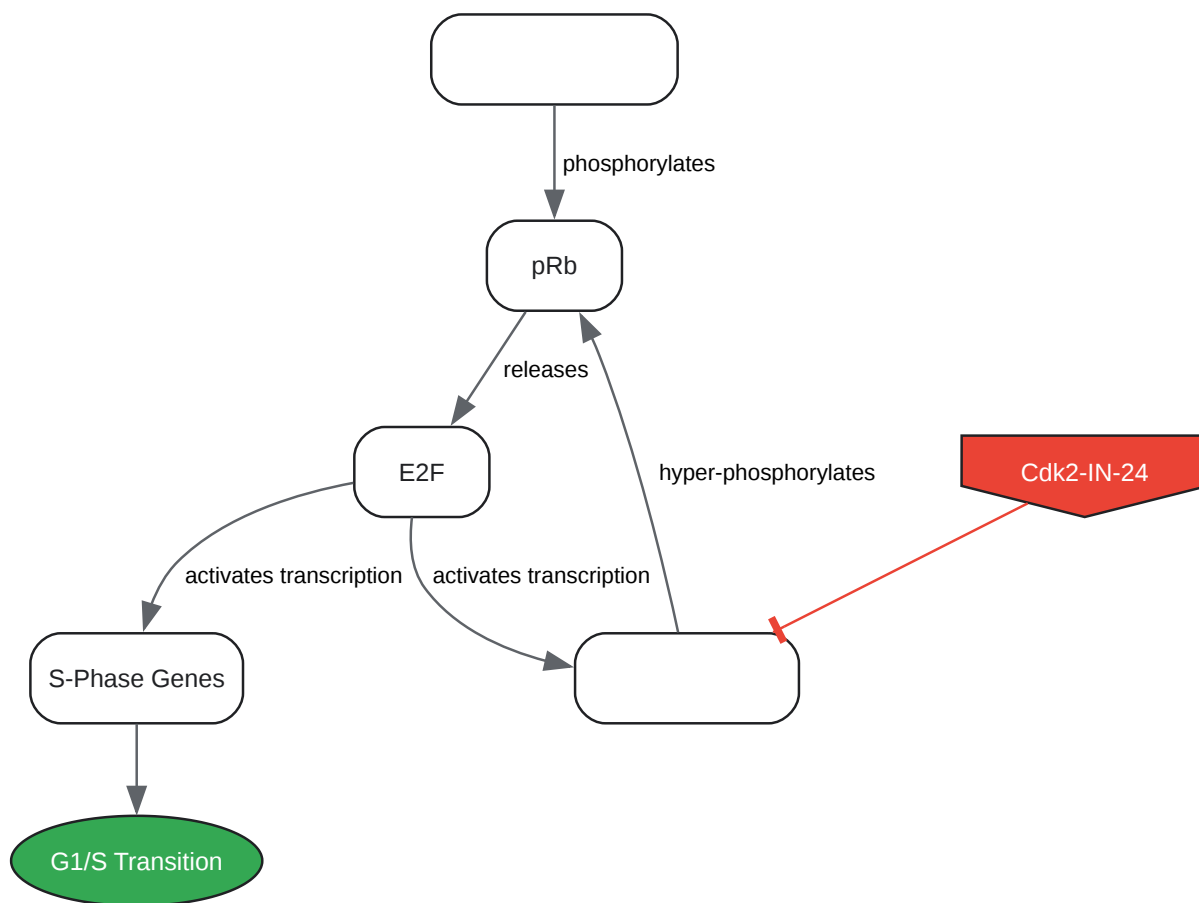 phosphorylates
pRb
releases
E2F
hyper-phosphorylates
Cdk2-IN-24
activates transcription
activates transcription
S-Phase Genes
G1/S Transition